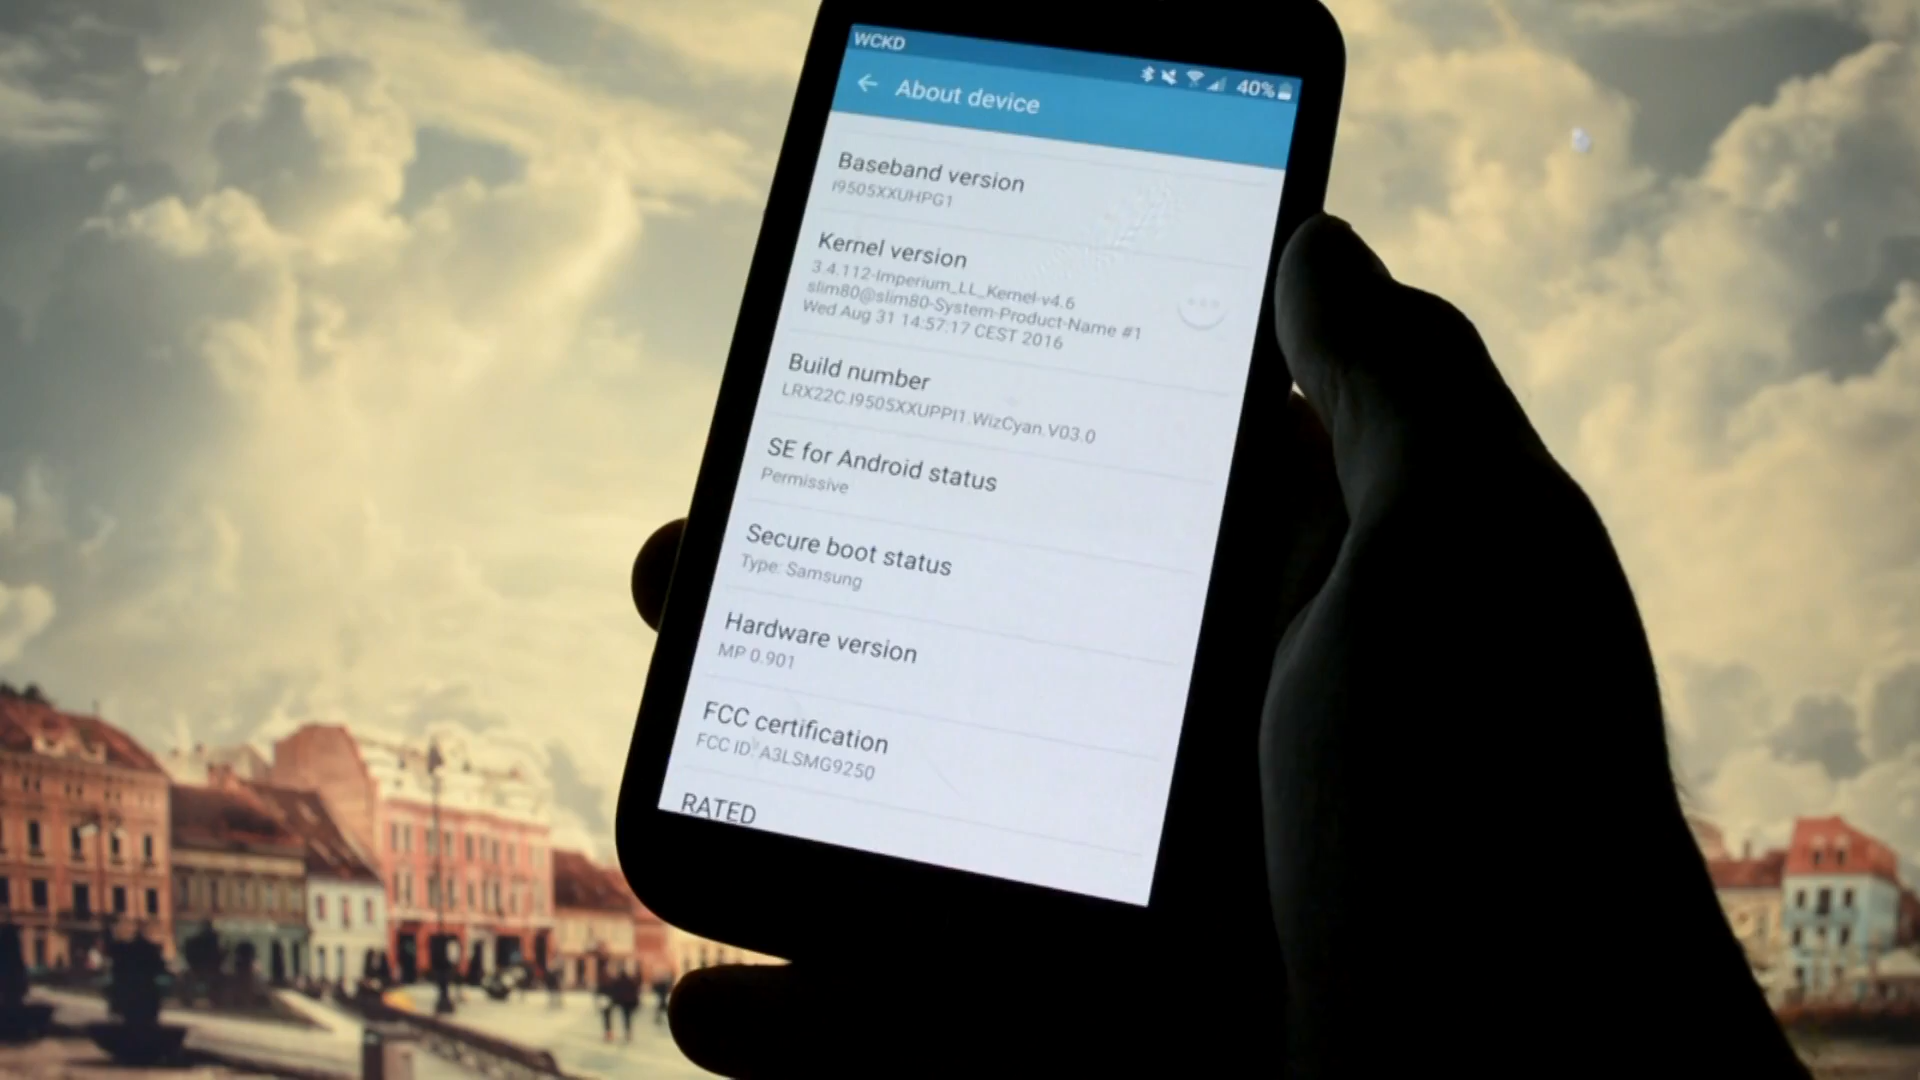 WCKD
40%
About device
Baseband version
I9505XXUHPG1
Kernel version
3.4.112-Imperium_LL_Kernel-v4.6
slim80@slim80-System-Product-Name #1
Wed Aug 31 14:57:17 CEST 2016
Build number
LRX22C.I9505XXUPPI1.WizCyan.V03.0
SE for Android status
Permissive
Secure boot status
Type: Samsung
Hardware version
MP 0.901
FCC certification
FCC ID: A3LSMG9250
RATED